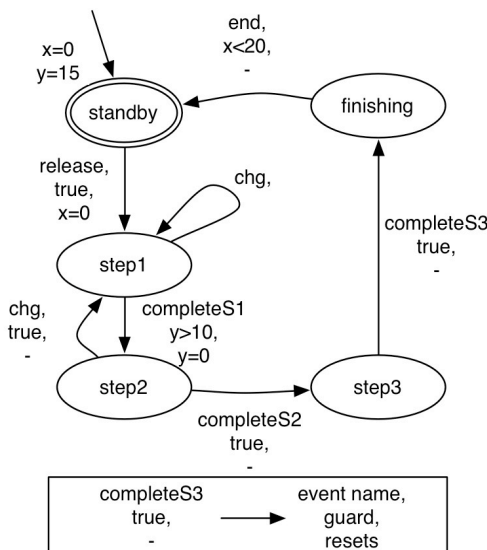 x=0
y=15
end,
x<20,
-
standby
finishing
release,
true,
x=0
chg,
completeS3
true,
-
step1
chg,
true,
-
completeS1
y>10,
y=0
step2
step3
completeS2
true,
-
completeS3
true,
-
event name,
guard,
resets